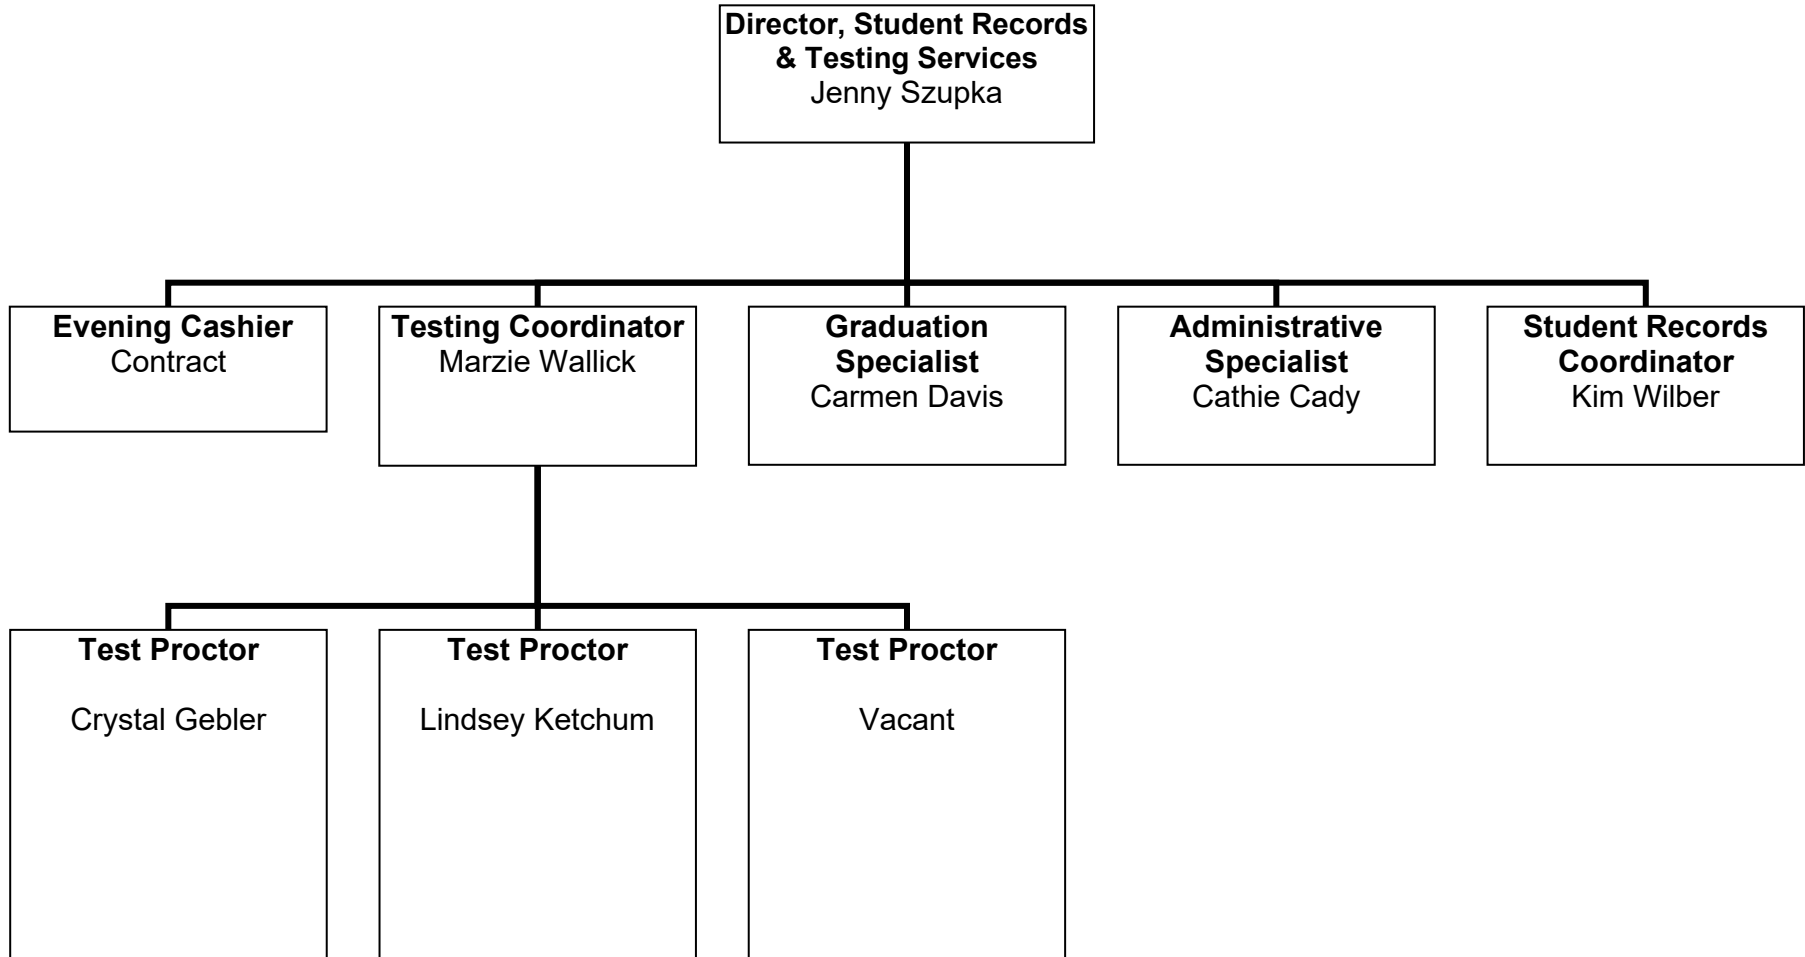 Director, Student Records
& Testing Services
Jenny Szupka
Evening Cashier
Contract
Testing Coordinator
Marzie Wallick
Graduation
Specialist
Carmen Davis
Administrative
Specialist
Cathie Cady
Student Records
Coordinator
Kim Wilber
Test Proctor
Crystal Gebler
Test Proctor
Lindsey Ketchum
Test Proctor
Vacant